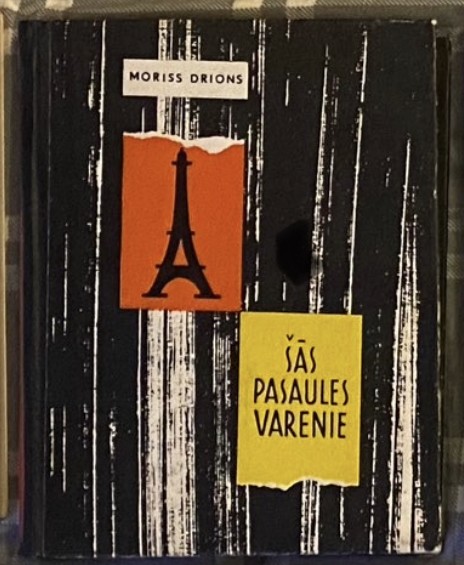 MORISS DRIONS
ŠĀS
PASAULES
VARENIE